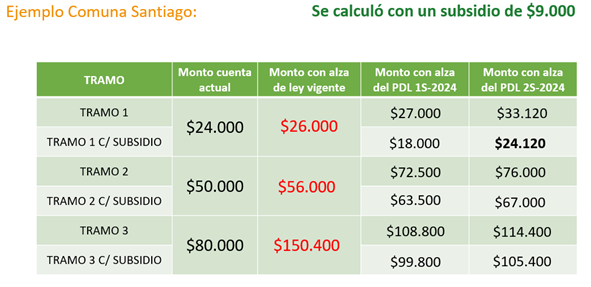 Ejemplo Comuna Santiago:
Se calculó con un subsidio de $9.000
TRAMO
Monto cuenta actual
Monto con alza de ley vigente
Monto con alza del PDL 1S-2024
Monto con alza del PDL 2S-2024
TRAMO 1
$24.000
$26.000
$27.000
$33.120
TRAMO 1 C/ SUBSIDIO
$18.000
$24.120
TRAMO 2
$50.000
$56.000
$72.500
$76.000
TRAMO 2 C/ SUBSIDIO
$63.500
$67.000
TRAMO 3
$80.000
$150.400
$108.800
$114.400
TRAMO 3 C/ SUBSIDIO
$99.800
$105.400